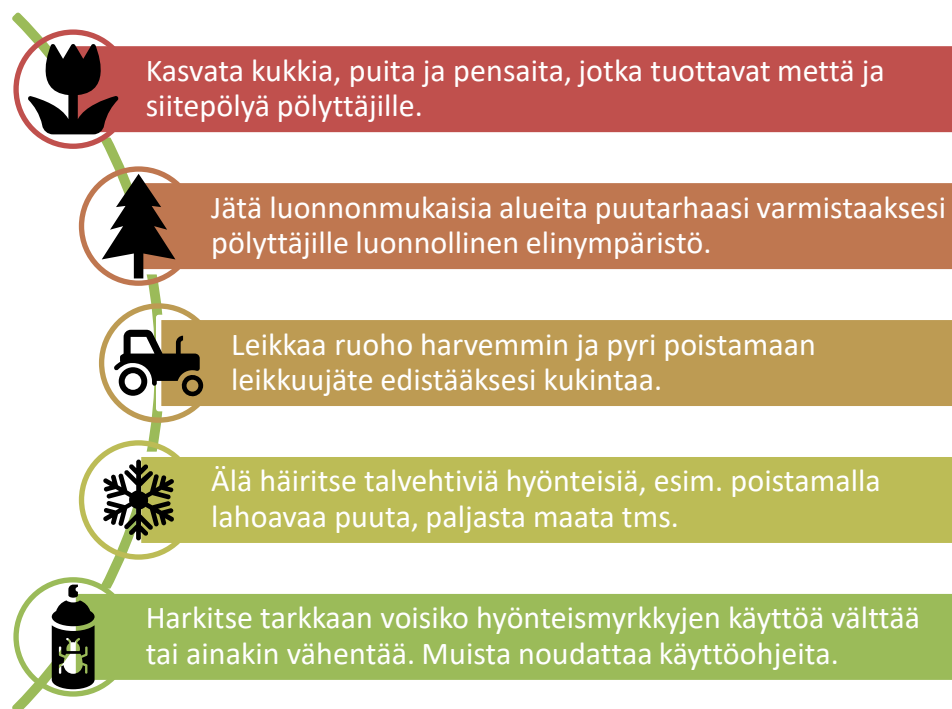 Kasvata kukkia, puita ja pensaita, jotka tuottavat mettä ja
siitepölyä pölyttäjille.
Jätä luonnonmukaisia alueita puutarhaasi varmistaaksesi
pölyttäjille luonnollinen elinympäristö.
Leikkaa ruoho harvemmin ja pyri poistamaan
leikkuujäte edistääksesi kukintaa.
Älä häiritse talvehtiviä hyönteisiä, esim. poistamalla
lahoavaa puuta, paljasta maata tms.
Harkitse tarkkaan voisiko hyönteismyrkkyjen käyttöä välttää
tai ainakin vähentää. Muista noudattaa käyttöohjeita.